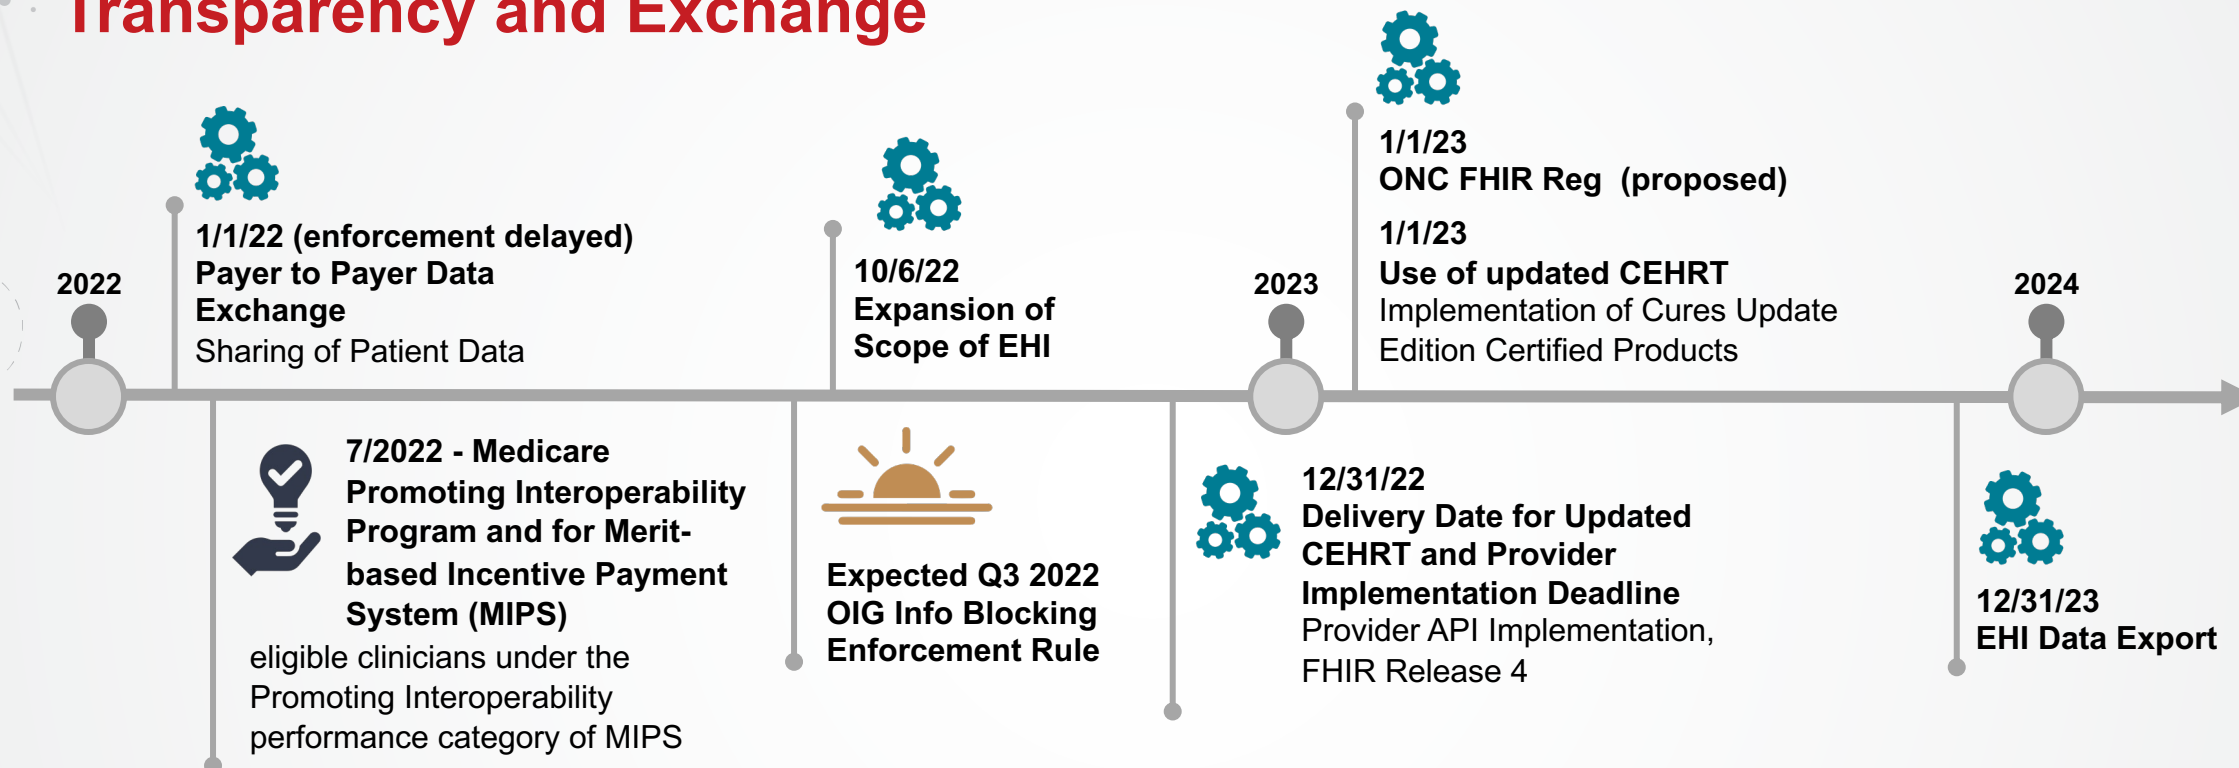 Transparency and Exchange
2022
1/1/22 (enforcement delayed)
Payer to Payer Data
Exchange
Sharing of Patient Data
7/2022 - Medicare
Promoting Interoperability
Program and for Merit-
based Incentive Payment
System (MIPS)
eligible clinicians under the
Promoting Interoperability
performance category of MIPS
10/6/22
Expansion of
Scope of EHI
Expected Q3 2022
OIG Info Blocking
Enforcement Rule
12/31/22
Delivery Date for Updated
CEHRT and Provider
Implementation Deadline
Provider API Implementation,
FHIR Release 4
2023
1/1/23
ONC FHIR Reg (proposed)
1/1/23
Use of updated CEHRT
Implementation of Cures Update
Edition Certified Products
12/31/23
EHI Data Export
2024